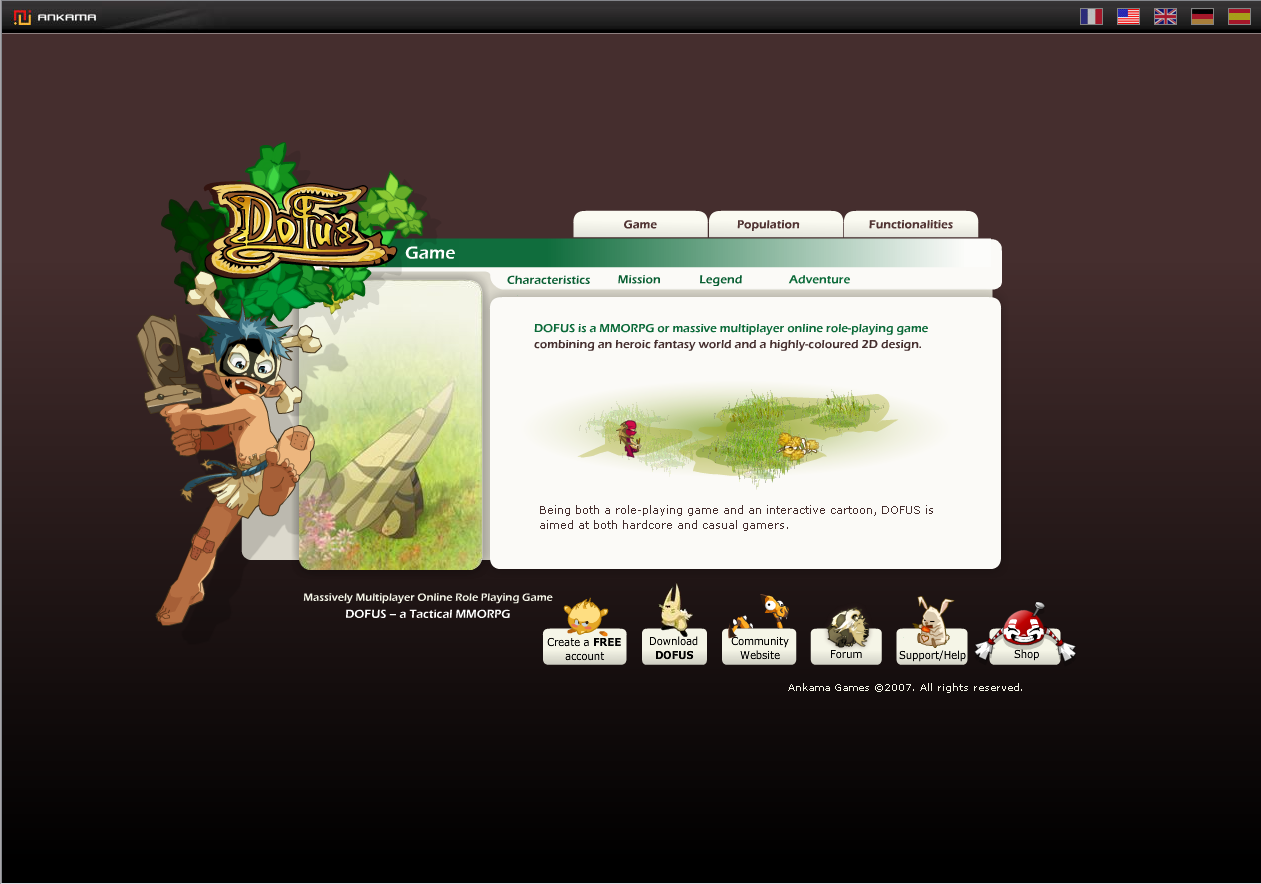 ANKAMA
DOFUS
Game
Population
Functionalities
Game
Characteristics
Mission
Legend
Adventure
DOFUS is a MMORPG or massive multiplayer online role-playing game
combining an heroic fantasy world and a highly-coloured 2D design.
Being both a role-playing game and an interactive cartoon, DOFUS is
aimed at both hardcore and casual gamers.
Massively Multiplayer Online Role Playing Game
DOFUS – a Tactical MMORPG
Create a FREE
account
Download
DOFUS
Community
Website
Forum
Support/Help
Shop
Ankama Games ©2007. All rights reserved.